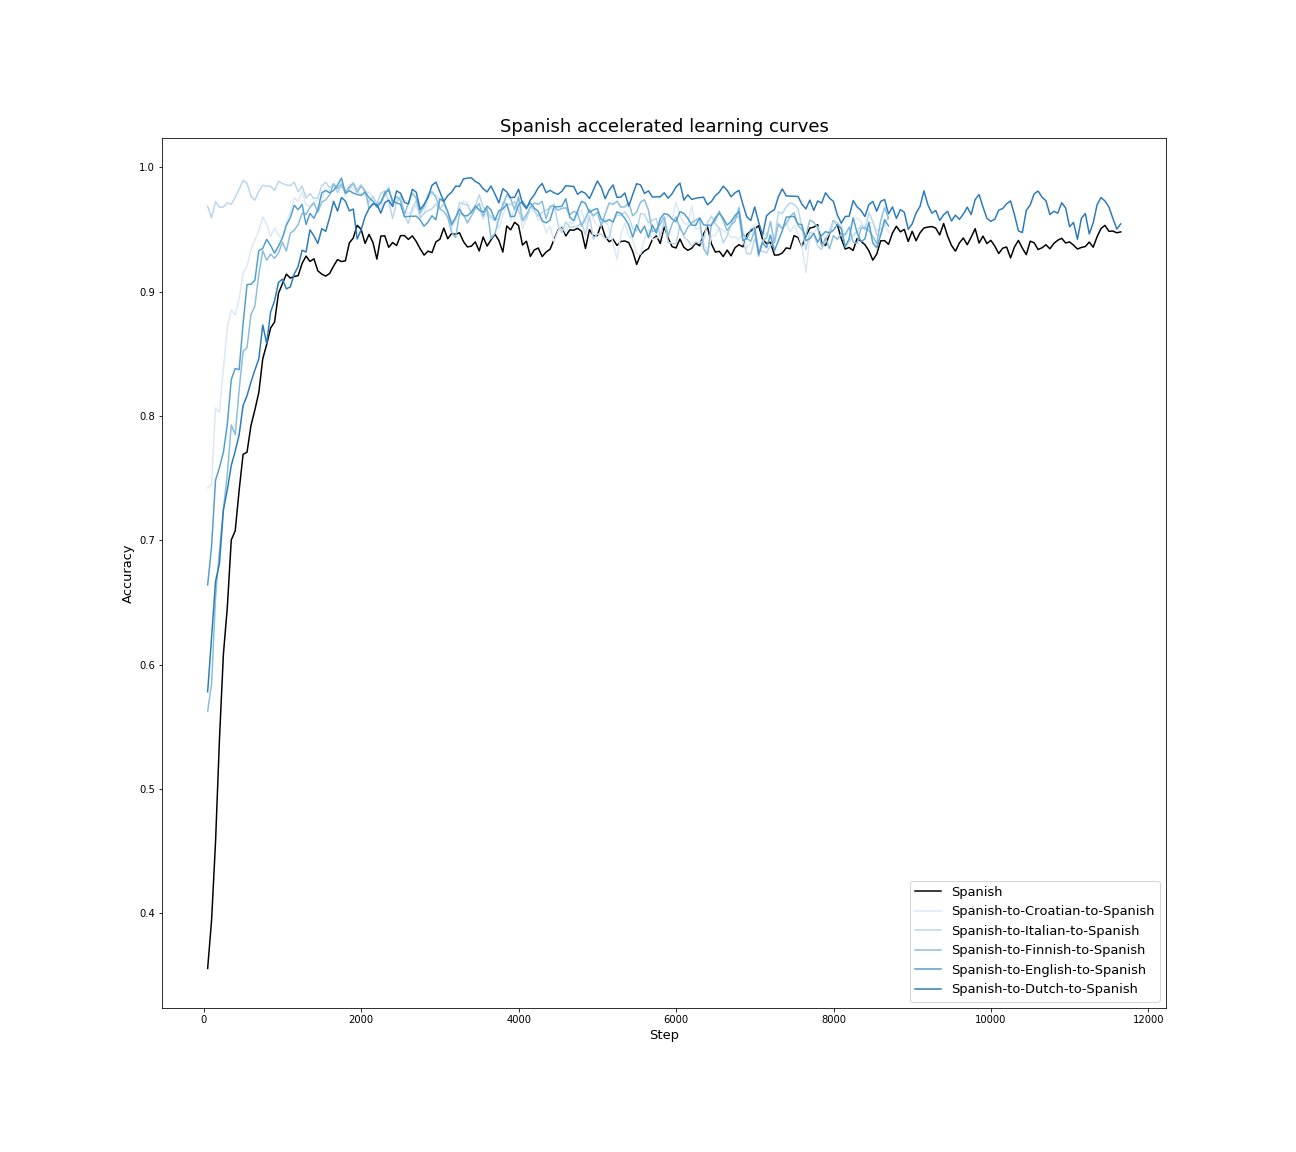 Spanish accelerated learning curves
1.0
0.9
0.8
0.7
0.6
0.5
0.4
Accuracy
Spanish
Spanish-to-Croatian-to-Spanish
Spanish-to-Italian-to-Spanish
Spanish-to-Finnish-to-Spanish
Spanish-to-English-to-Spanish
Spanish-to-Dutch-to-Spanish
0 2000 4000 6000 8000 10000 12000
Step